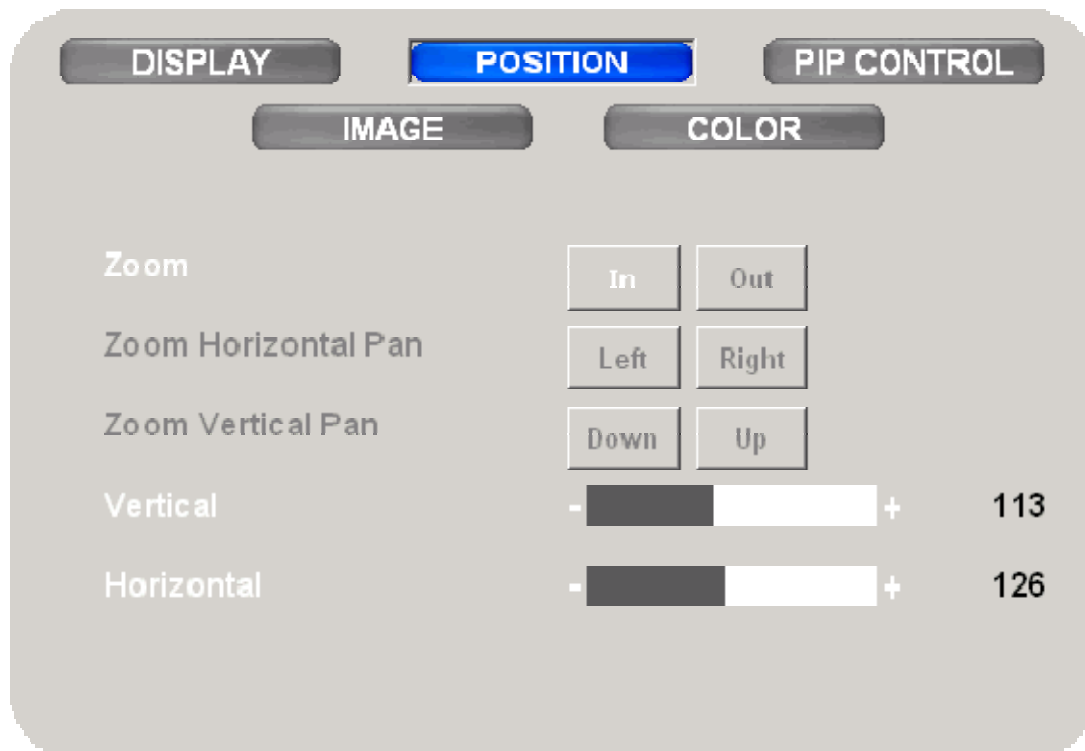 DISPLAY POSITION PIP CONTROL
IMAGE COLOR
Zoom In Out
Zoom Horizontal Pan Left Right
Zoom Vertical Pan Down Up
Vertical - + 113
Horizontal - + 126